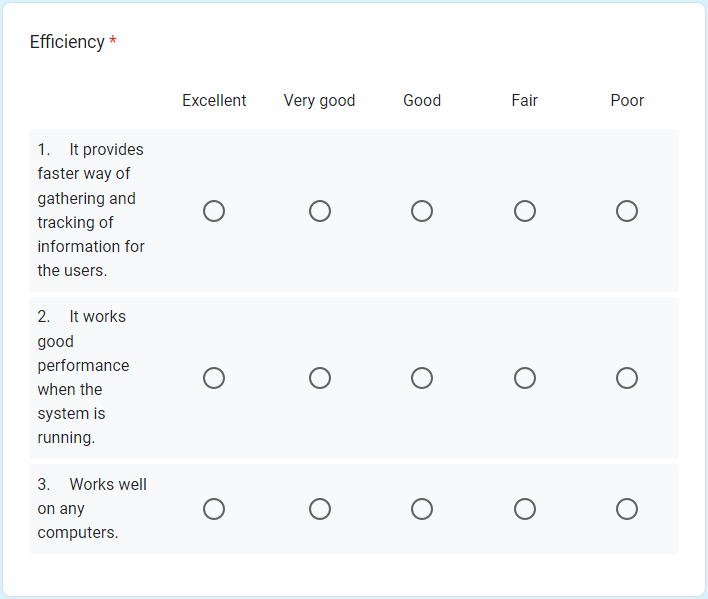 Efficiency *
Excellent Very good Good Fair Poor
1. It provides
faster way of
gathering and
tracking of
information for
the users.
2. It works
good
performance
when the
system is
running.
3. Works well
on any
computers.